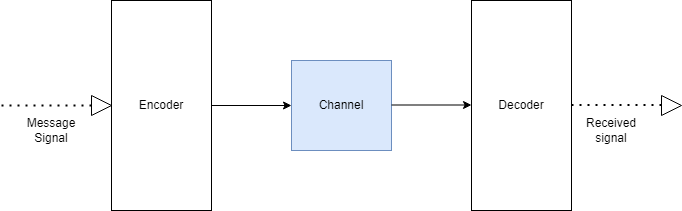 Encoder
Channel
Decoder
Message
Signal
Received
signal